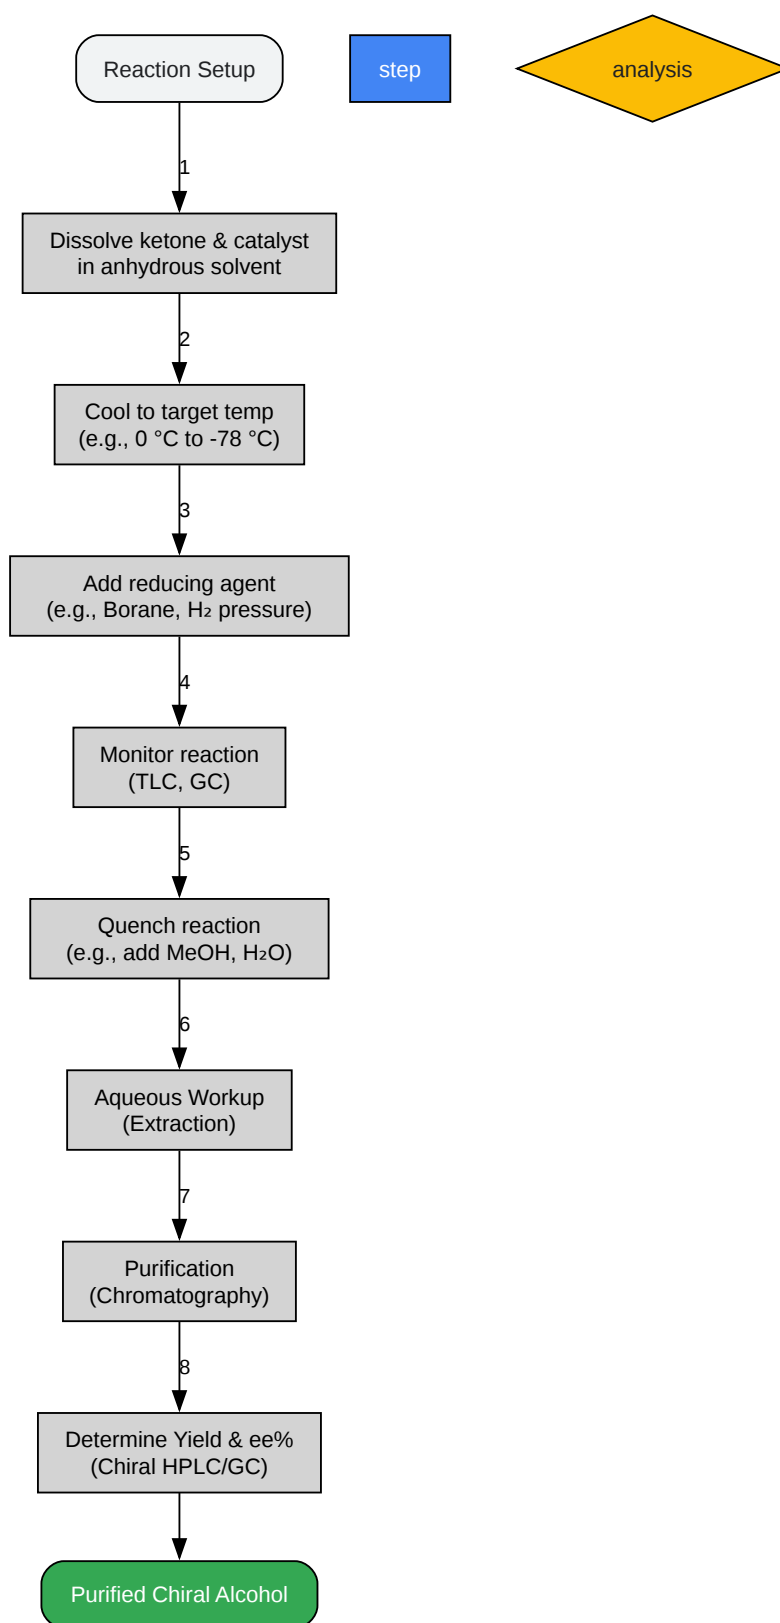 Reaction Setup
step
analysis
1
Dissolve ketone & catalyst
in anhydrous solvent
2
Cool to target temp
(e.g., 0 °C to -78 °C)
3
Add reducing agent
(e.g., Borane, H₂ pressure)
4
Monitor reaction
(TLC, GC)
5
Quench reaction
(e.g., add MeOH, H₂O)
6
Aqueous Workup
(Extraction)
7
Purification
(Chromatography)
8
Determine Yield & ee%
(Chiral HPLC/GC)
Purified Chiral Alcohol